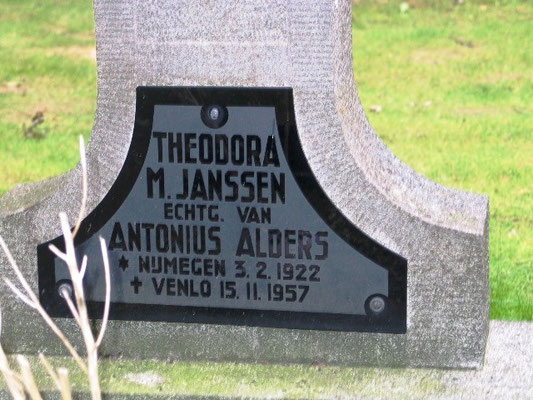 THEODORA
M. JANSSEN
ECHTG. VAN
ANTONIUS ALDERS
* NIJMEGEN 3.2.1922
✝ VENLO 15.11.1957